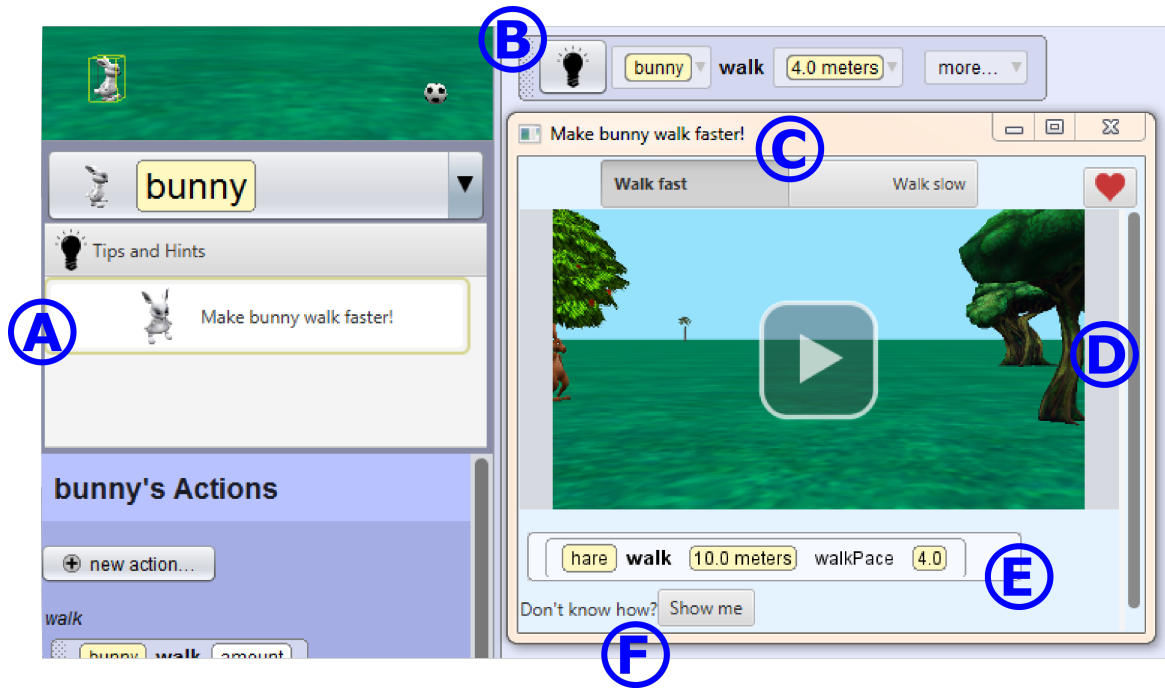 B
bunny walk 4.0 meters more...
Make bunny walk faster!
C
Walk fast Walk slow
bunny
Tips and Hints
A
Make bunny walk faster!
D
bunny's Actions
new action...
walk
bunny walk amount
hare walk 10.0 meters walkPace 4.0
E
Don't know how? Show me
F